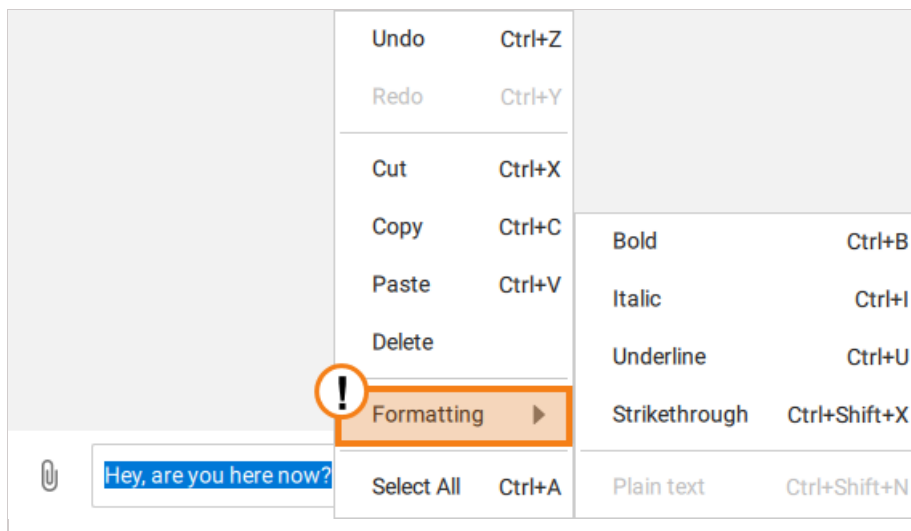 Undo Ctrl+Z
Redo Ctrl+Y
Cut Ctrl+X
Copy Ctrl+C
Paste Ctrl+V
Delete
!
Formatting
Select All Ctrl+A
Bold Ctrl+B
Italic Ctrl+I
Underline Ctrl+U
Strikethrough Ctrl+Shift+X
Plain text Ctrl+Shift+N
Hey, are you here now?